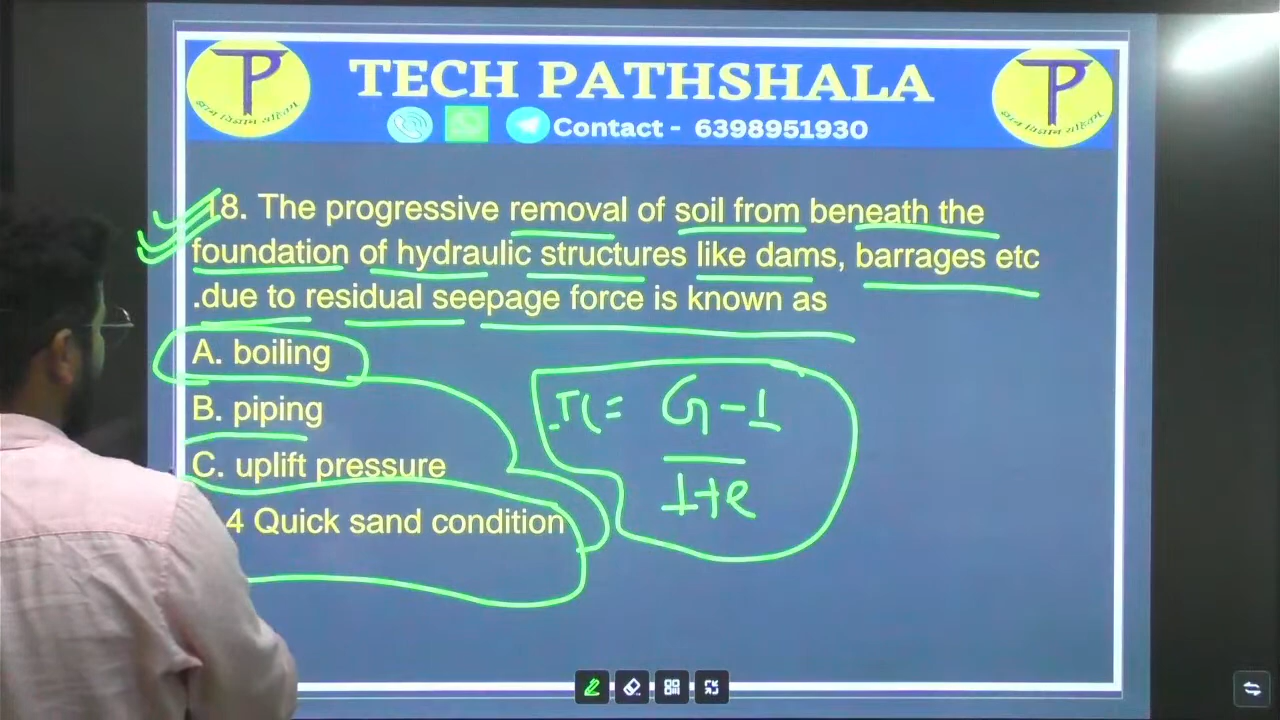 TP
TECH PATHSHALA
TP
Contact - 6398951930
18. The progressive removal of soil from beneath the
foundation of hydraulic structures like dams, barrages etc
.due to residual seepage force is known as
A. boiling
B. piping
C. uplift pressure
4 Quick sand condition
= G-1
1+e